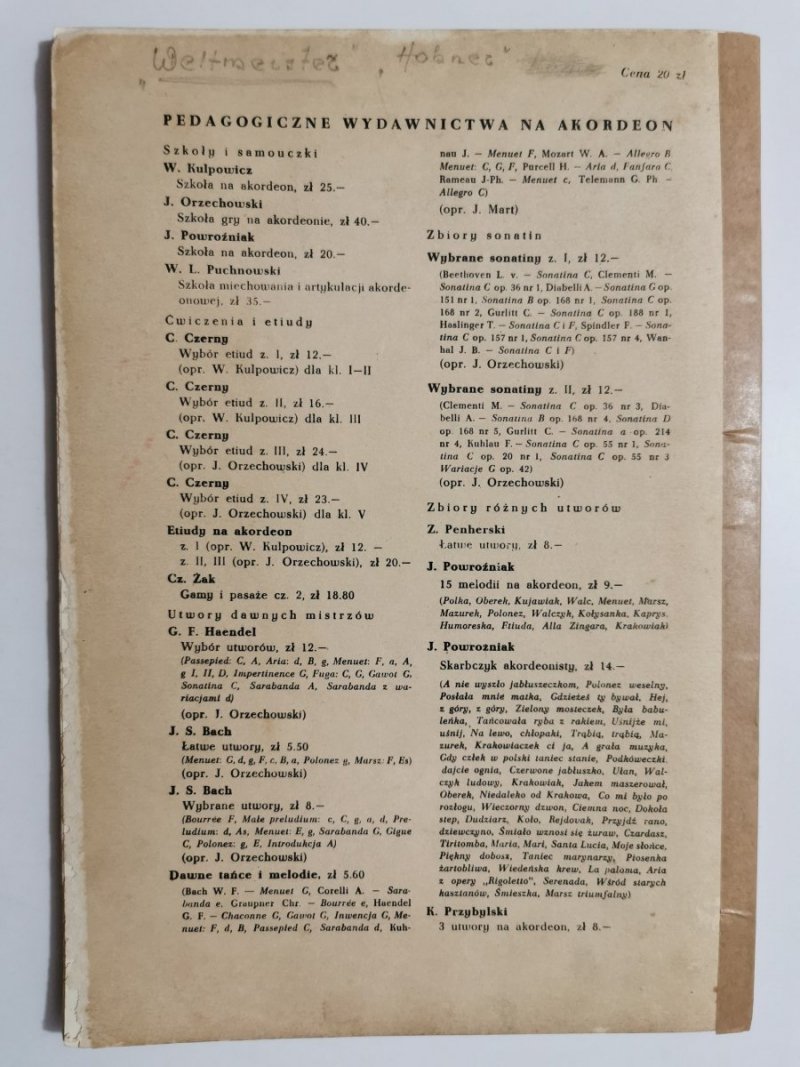 „Weltmeister" „Hohner"
Cena 20 zł
PEDAGOGICZNE WYDAWNICTWA NA AKORDEON
Szkoły i samouczki
W. Kulpowicz
Szkoła na akordeon, zł 25.—
J. Orzechowski
Szkoła gry na akordeonie, zł 40.—
J. Powroźniak
Szkoła na akordeon, zł 20.—
W. L. Puchnowski
Szkoła miechowania i artykulacji akorde-
onowej, zł 35.—
Ćwiczenia i etiudy
C. Czerny
Wybór etiud z. I, zł 12.—
(opr. W. Kulpowicz) dla kl. I—II
C. Czerny
Wybór etiud z. II, zł 16.—
(opr. W. Kulpowicz) dla kl. III
C. Czerny
Wybór etiud z. III, zł 24.—
(opr. J. Orzechowski) dla kl. IV
C. Czerny
Wybór etiud z. IV, zł 23.—
(opr. J. Orzechowski) dla kl. V
Etiudy na akordeon
z. I (opr. W. Kulpowicz), zł 12. —
z. II, III (opr. J. Orzechowski), zł 20.—
Cz. Żak
Gamy i pasaże cz. 2, zł 18.80
Utwory dawnych mistrzów
G. F. Haendel
Wybór utworów, zł 12.—
(Passepied: C, A, Aria: d, B, g, Menuet: F, a, A,
g I, II, D, Impertinence G, Fuga: C, G, Gawot G,
Sonatina C, Sarabanda A, Sarabanda z wa-
riacjami d)
(opr. J. Orzechowski)
J. S. Bach
Łatwe utwory, zł 5.50
(Menuet: G, d, g, F, c, B, a, Polonez g, Marsz: F, Es)
(opr. J. Orzechowski)
J. S. Bach
Wybrane utwory, zł 8.—
(Bourrée F, Małe preludium: c, C, g, a, d, Pre-
ludium: d, As, Menuet: E, g, Sarabanda G, Gigue
C, Polonez: g, E, Introdukcja A)
(opr. J. Orzechowski)
Dawne tańce i melodie, zł 5.60
(Bach W. F. — Menuet G, Corelli A. — Sara-
banda e, Graupner Chr. — Bourrée e, Haendel
G. F. — Chaconne G, Gawot G, Inwencja G, Me-
nuet: F, d, B, Passepied C, Sarabanda d, Kuh-
nau J. — Menuet F, Mozart W. A. — Allegro B
Menuet: C, G, F, Purcell H. — Aria d, Fanfara C,
Rameau J-Ph. — Menuet c, Telemann G. Ph —
Allegro C)
(opr. J. Mart)
Zbiory sonatin
Wybrane sonatiny z. I, zł 12.—
(Beethoven L. v. — Sonatina C, Clementi M. —
Sonatina C op. 36 nr 1, Diabelli A. — Sonatina G op.
151 nr 1, Sonatina B op. 168 nr 1, Sonatina C op.
168 nr 2, Gurlitt C. — Sonatina C op. 188 nr 1,
Haslinger T. — Sonatina C i F, Spindler F. — Sona-
tina C op. 157 nr 1, Sonatina C op. 157 nr 4, Wan-
hal J. B. — Sonatina C i F)
(opr. J. Orzechowski)
Wybrane sonatiny z. II, zł 12.—
(Clementi M. — Sonatina C op. 36 nr 3, Dia-
belli A. — Sonatina B op. 168 nr 4, Sonatina D
op. 168 nr 5, Gurlitt C. — Sonatina a op. 214
nr 4, Kuhlau F. — Sonatina C op. 55 nr 1, Sona-
tina C op. 20 nr 1, Sonatina C op. 55 nr 3
Wariacje G op. 42)
(opr. J. Orzechowski)
Zbiory różnych utworów
Z. Penherski
Łatwe utwory, zł 8.—
J. Powroźniak
15 melodii na akordeon, zł 9.—
(Polka, Oberek, Kujawiak, Walc, Menuet, Marsz,
Mazurek, Polonez, Walczyk, Kołysanka, Kaprys,
Humoreska, Etiuda, Alla Zingara, Krakowiak)
J. Powroźniak
Skarbczyk akordeonisty, zł 14.—
(A nie wyszło jabłuszeczkom, Polonez weselny,
Posłała mnie matka, Gdzieżeś ty bywał, Hej,
z góry, z góry, Zielony mosteczek, Była babu-
leńka, Tańcowała ryba z rakiem, Uśnijże mi,
uśnij, Na lewo, chłopaki, Trąbią, trąbią, Ma-
zurek, Krakowiaczek ci ja, A grała muzyka,
Gdy człek w polski taniec stanie, Podkóweczki
dajcie ognia, Czerwone jabłuszko, Ułan, Wal-
czyk ludowy, Krakowiak, Jakem maszerował,
Oberek, Niedaleko od Krakowa, Co mi było po
rozłogu, Wieczorny dzwon, Ciemna noc, Dokoła
step, Dudziarz, Koło, Rejdovak, Przyjdź rano,
dziewczyno, Śmiało wznosi się żuraw, Czardasz,
Tiritomba, Maria, Mari, Santa Lucia, Moje słońce,
Piękny dobosz, Taniec marynarzy, Piosenka
żartobliwa, Wiedeńska krew, La paloma, Aria
z opery „Rigoletto", Serenada, Wśród starych
kasztanów, Śmieszka, Marsz triumfalny)
K. Przybylski
3 utwory na akordeon, zł 8.—